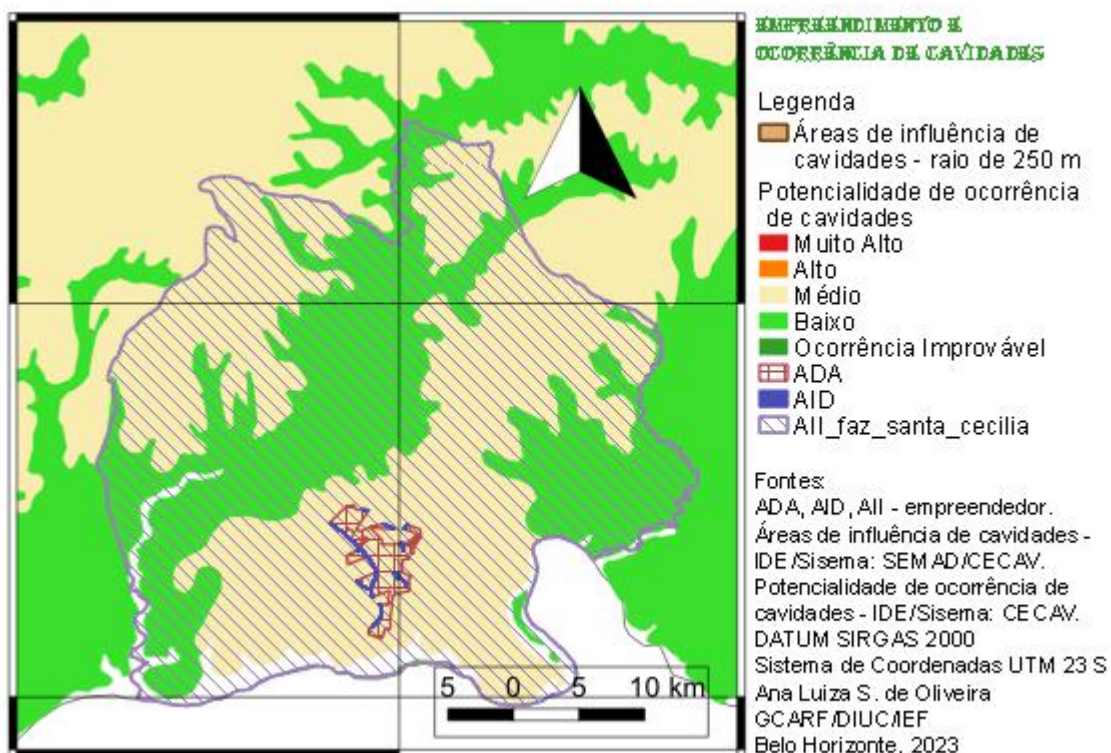 EMPREENDIMENTO E
OCORRÊNCIA DE CAVIDADES
Legenda
Áreas de influência de
cavidades - raio de 250 m
Potencialidade de ocorrência
de cavidades
Muito Alto
Alto
Médio
Baixo
Ocorrência Improvável
ADA
AID
AII_faz_santa_cecilia
Fontes:
ADA, AID, AII - empreendedor.
Áreas de influência de cavidades -
IDE/Sisema: SEMAD/CECAV.
Potencialidade de ocorrência de
cavidades - IDE/Sisema: CECAV.
DATUM SIRGAS 2000
Sistema de Coordenadas UTM 23 S
Ana Luiza S. de Oliveira
GCARF/DIUC/IEF
Belo Horizonte, 2023
5 0 5 10 km